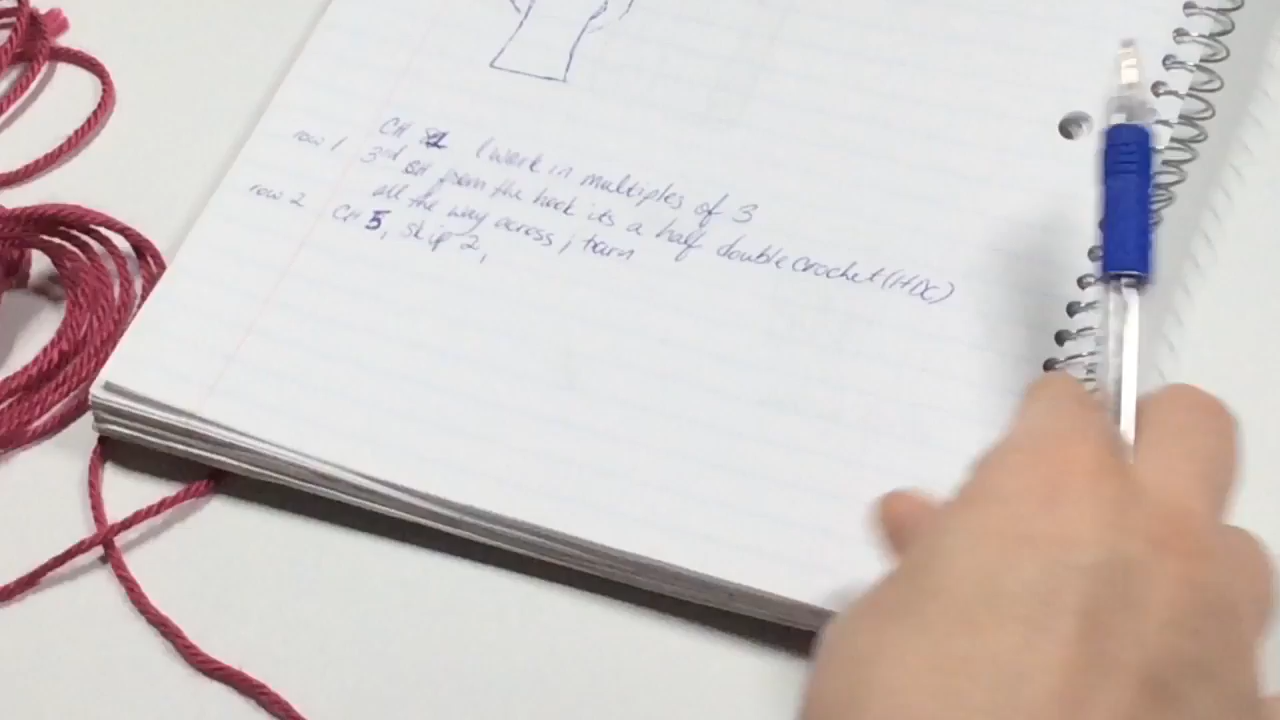 CH (work in multiples of 3
row 1 3rd CH from the hook its a half double crochet (HDC)
all the way across, turn
row 2 CH 5, skip 2,